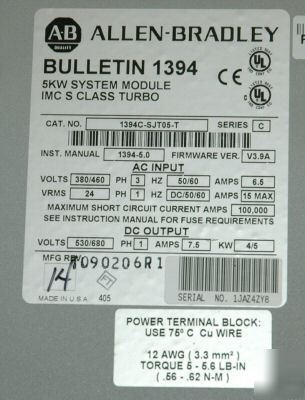 AB ALLEN-BRADLEY
BULLETIN 1394
5KW SYSTEM MODULE
IMC S CLASS TURBO
UL LISTED
CE
CAT. NO. 1394C-SJT05-T SERIES C
INST. MANUAL 1394-5.0 FIRMWARE VER. V3.9A
AC INPUT
VOLTS 380/460 PH 3 HZ 50/60 AMPS 6.5
VRMS 24 PH 1 HZ DC/50/60 AMPS 15 MAX
MAXIMUM SHORT CIRCUIT CURRENT AMPS 100,000
SEE INSTRUCTION MANUAL FOR FUSE REQUIREMENTS
DC OUTPUT
VOLTS 530/680 PH 1 AMPS 7.5 KW 4/5
MFG REV
14 T090206R1
MADE IN U.S.A. 405
SERIAL NO. 1JAZ4ZY8
POWER TERMINAL BLOCK:
USE 75° C Cu WIRE
12 AWG ( 3.3 mm² )
TORQUE 5 - 5.6 LB-IN
( .56 - .62 N-M )